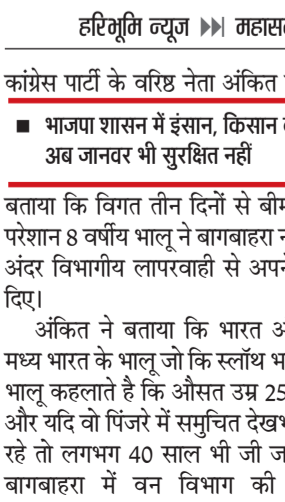 हरिभूमि न्यूज ▶▶| महास
कांग्रेस पार्टी के वरिष्ठ नेता अंकित
■ भाजपा शासन में इंसान, किसान
अब जानवर भी सुरक्षित नहीं
बताया कि विगत तीन दिनों से बीम
परेशान 8 वर्षीय भालू ने बागबाहरा
अंदर विभागीय लापरवाही से अपने
दिए।
अंकित ने बताया कि भारत
मध्य भारत के भालू जो कि स्लॉथ
भालू कहलाते है कि औसत उम्र 25
और यदि वो पिंजरे में समुचित
रहे तो लगभग 40 साल भी जी
बागबाहरा में वन विभाग की